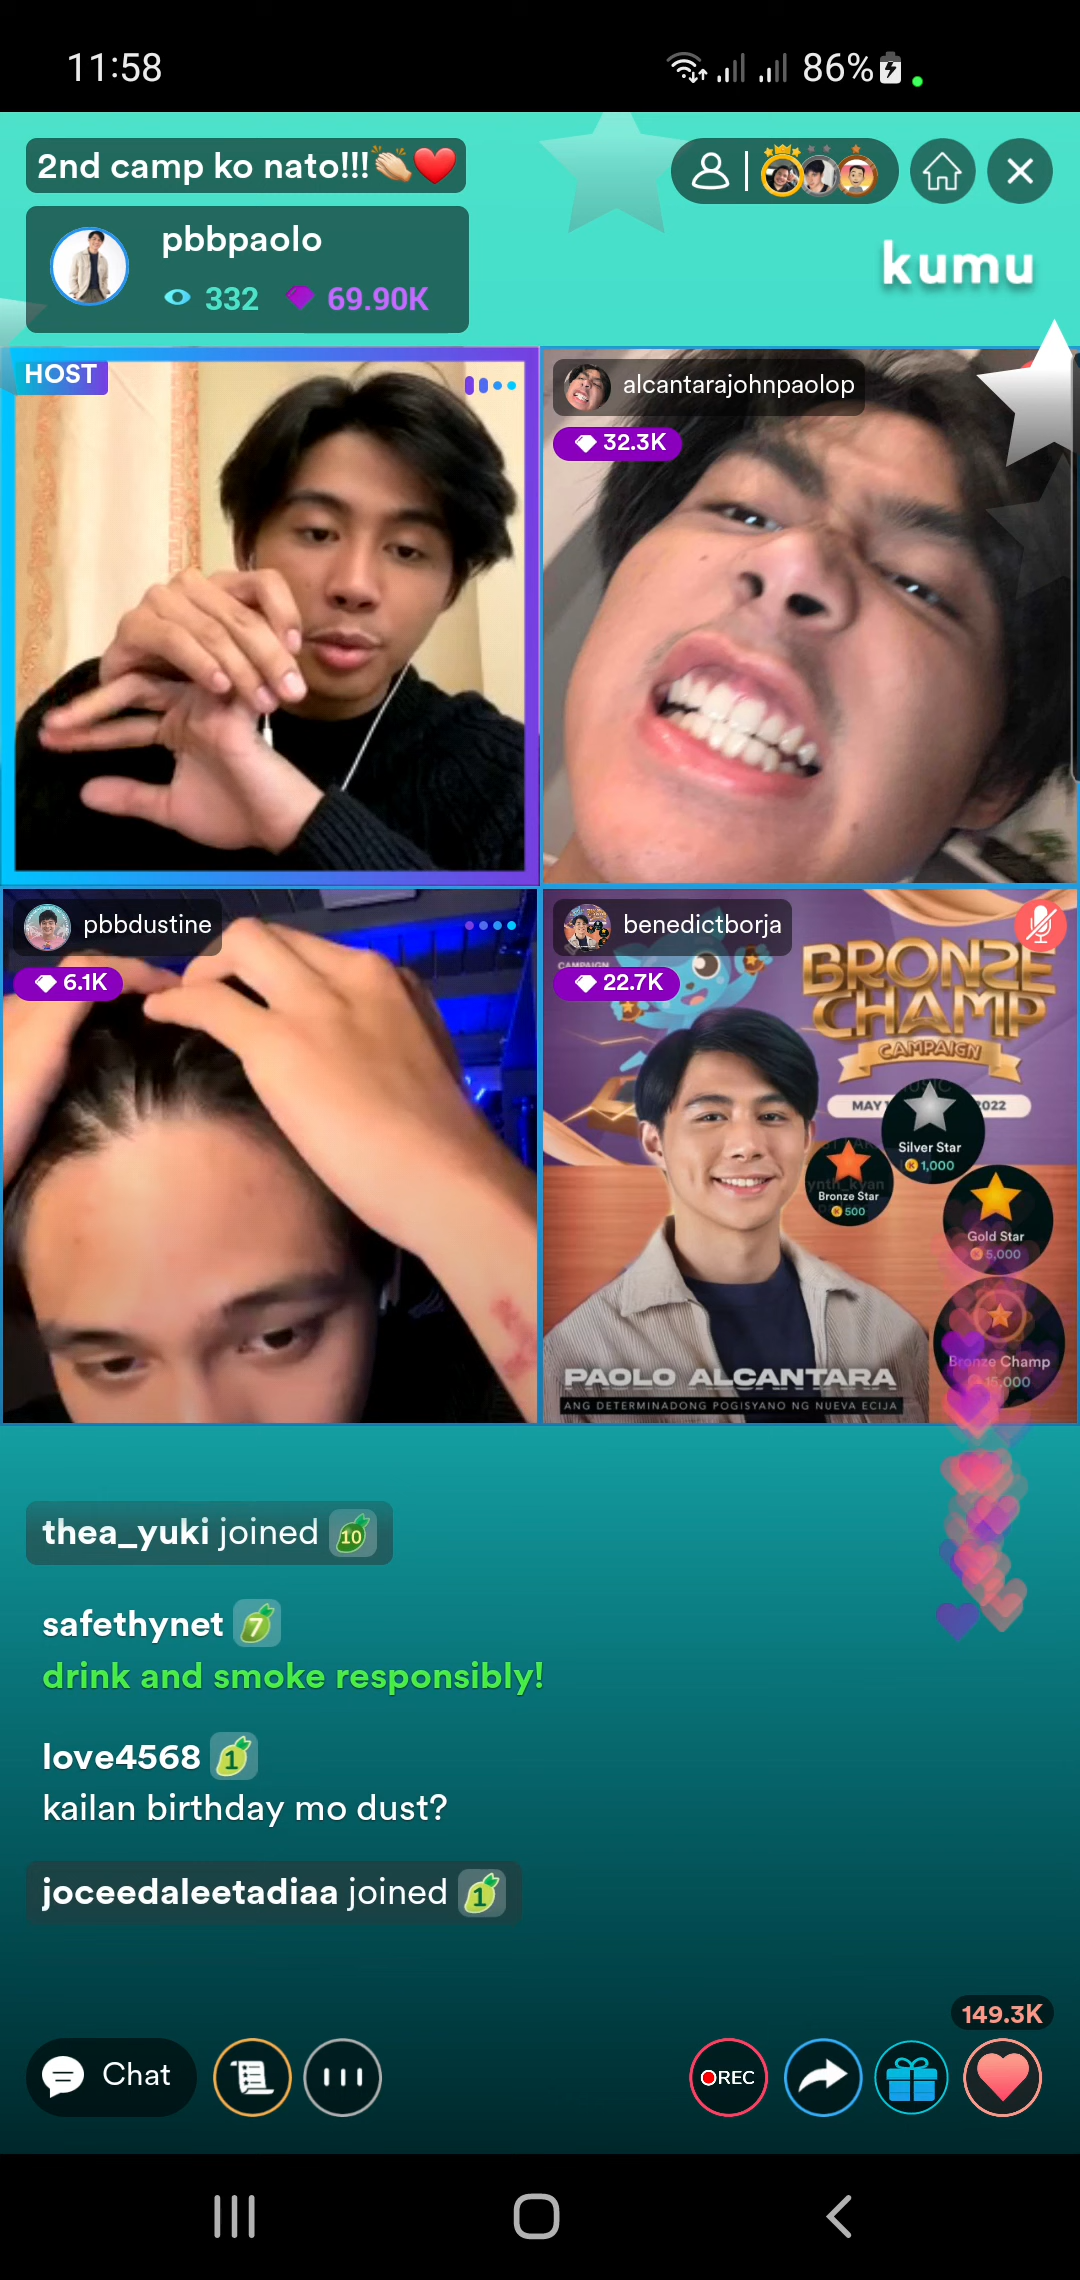 11:58
86%
2nd camp ko nato!!!👏🏻❤️
pbbpaolo
332 69.90K
kumu
HOST
alcantarajohnpaolop
32.3K
pbbdustine
6.1K
benedictborja
22.7K
CAMPAIGN
BRONZE
CHAMP
CAMPAIGN
MAY
2022
Silver Star
1,000
Bronze Star
500
Gold Star
5,000
Bronze Champ
15,000
PAOLO ALCANTARA
ANG DETERMINADONG POGISYANO NG NUEVA ECIJA
thea_yuki joined 10
safethynet 7
drink and smoke responsibly!
love4568 1
kailan birthday mo dust?
joceedaleetadiaa joined 1
149.3K
Chat
REC